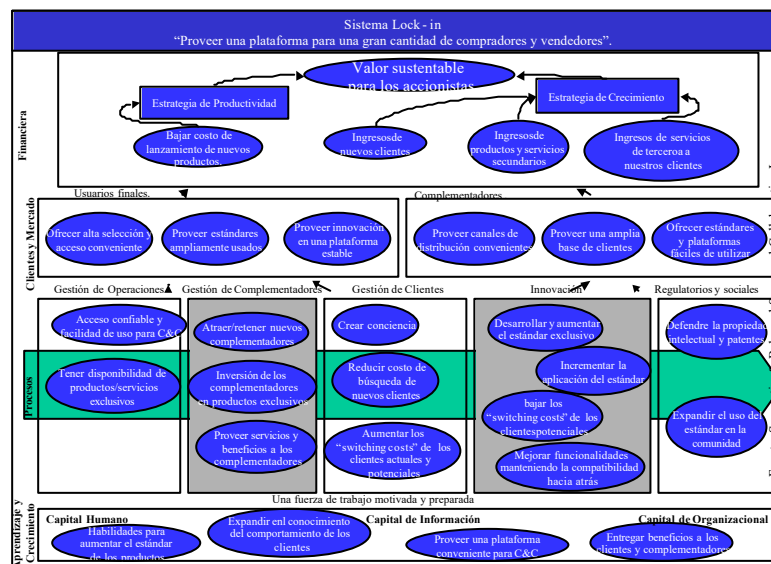 Sistema Lock - in
“Proveer una plataforma para una gran cantidad de compradores y vendedores”.
Financiera
Valor sustentable
para los accionistas
Estrategia de Productividad
Estrategia de Crecimiento
Bajar costo de
lanzamiento de nuevos
productos.
Ingresosde
nuevos clientes
Ingresosde
productos y servicios
secundarios
Ingresos de servicios
de terceroa a
nuestros clientes
Clientes y Mercado
Usuarios finales.
Complementadores
Ofrecer alta selección y
acceso conveniente
Proveer estándares
ampliamente usados
Proveer innovación
en una plataforma
estable
Proveer canales de
distribución convenientes
Proveer una amplia
base de clientes
Ofrecer estándares
y plataformas
fáciles de utilizar
Procesos
Gestión de Operaciones
Gestión de Complementadores
Gestión de Clientes
Innovación
Regulatorios y sociales
Acceso confiable y
facilidad de uso para C&C
Tener disponibilidad de
productos/servicios
exclusivos
Atraer/retener nuevos
complementadores
Inversión de los
complementadores
en productos exclusivos
Proveer servicios y
beneficios a los
complementadores
Crear conciencia
Reducir costo de
búsqueda de
nuevos clientes
Aumentar los
“switching costs” de los
clientes actuales y
potenciales
Desarrollar y aumentar
el estándar exclusivo
Incrementar la
aplicación del estándar
bajar los
“switching costs” de los
clientespotenciales
Mejorar funcionalidades
manteniendo la compatibilidad
hacia atrás
Defendre la propiedad
intelectual y patentes
Expandir el uso del
estándar en la
comunidad
Aprendizaje y
Crecimiento
Una fuerza de trabajo motivada y preparada
Capital Humano
Capital de Información
Capital de Organizacional
Habilidades para
aumentar el estándar
de los productos
Expandir enl conocimiento
del comportamiento de los
clientes
Proveer una plataforma
conveniente para C&C
Entregar beneficios a los
clientes y complementadores